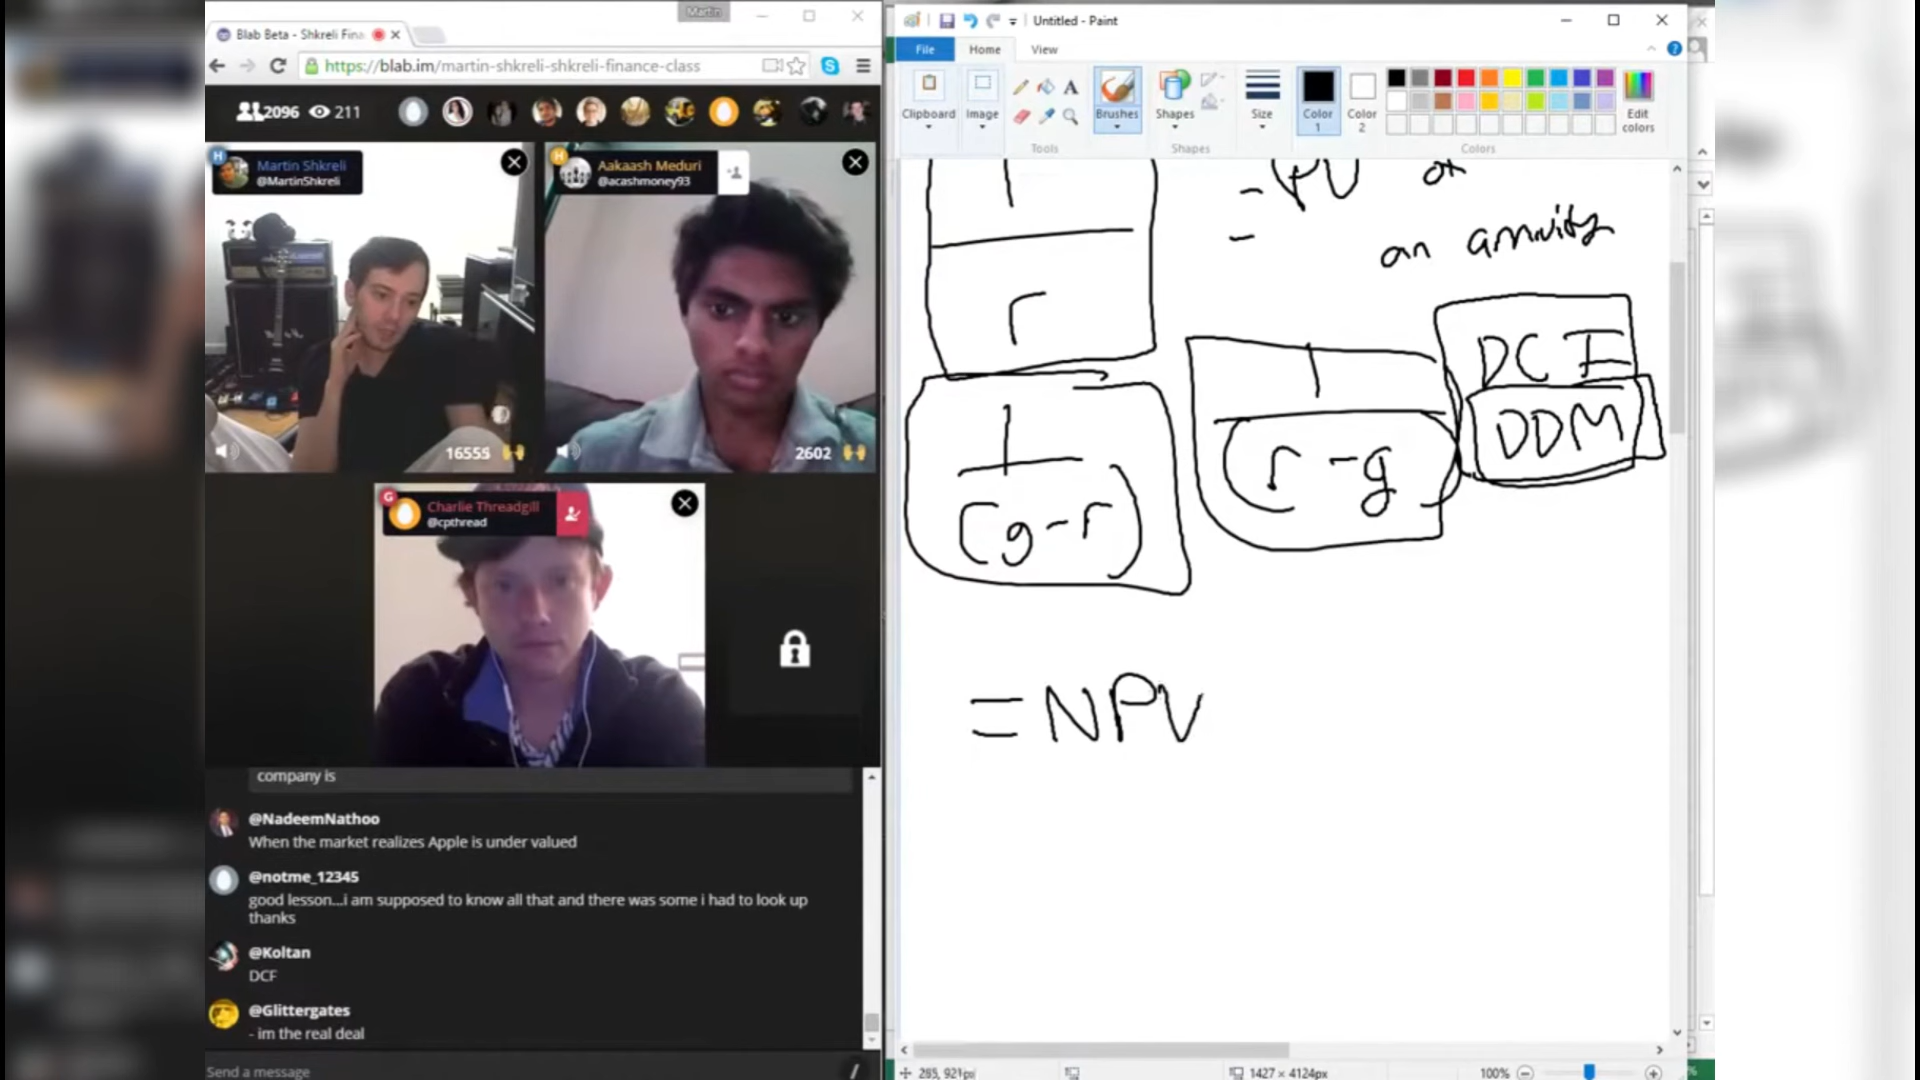 Martin
Blab Beta - Shkreli Fina
https://blab.im/martin-shkreli-shkreli-finance-class
2096 211
H Martin Shkreli
@MartinShkreli
16555
H Aakaash Meduri
@acashmoney93
2602
G Charlie Threadgill
@cpthread
company is
@NadeemNathoo
When the market realizes Apple is under valued
@notme_12345
good lesson...i am supposed to know all that and there was some i had to look up
thanks
@Koltan
DCF
@Glittergates
- im the real deal
Send a message
/
Untitled - Paint
File Home View
Clipboard
Image
Tools
Brushes
Shapes
Shapes
Size
Color
1
Color
2
Edit
colors
Colors
1
r
= PV of
an annuity
1
(g-r)
1
(r-g)
DCF
DDM
=NPV
1427 × 4124px
100%